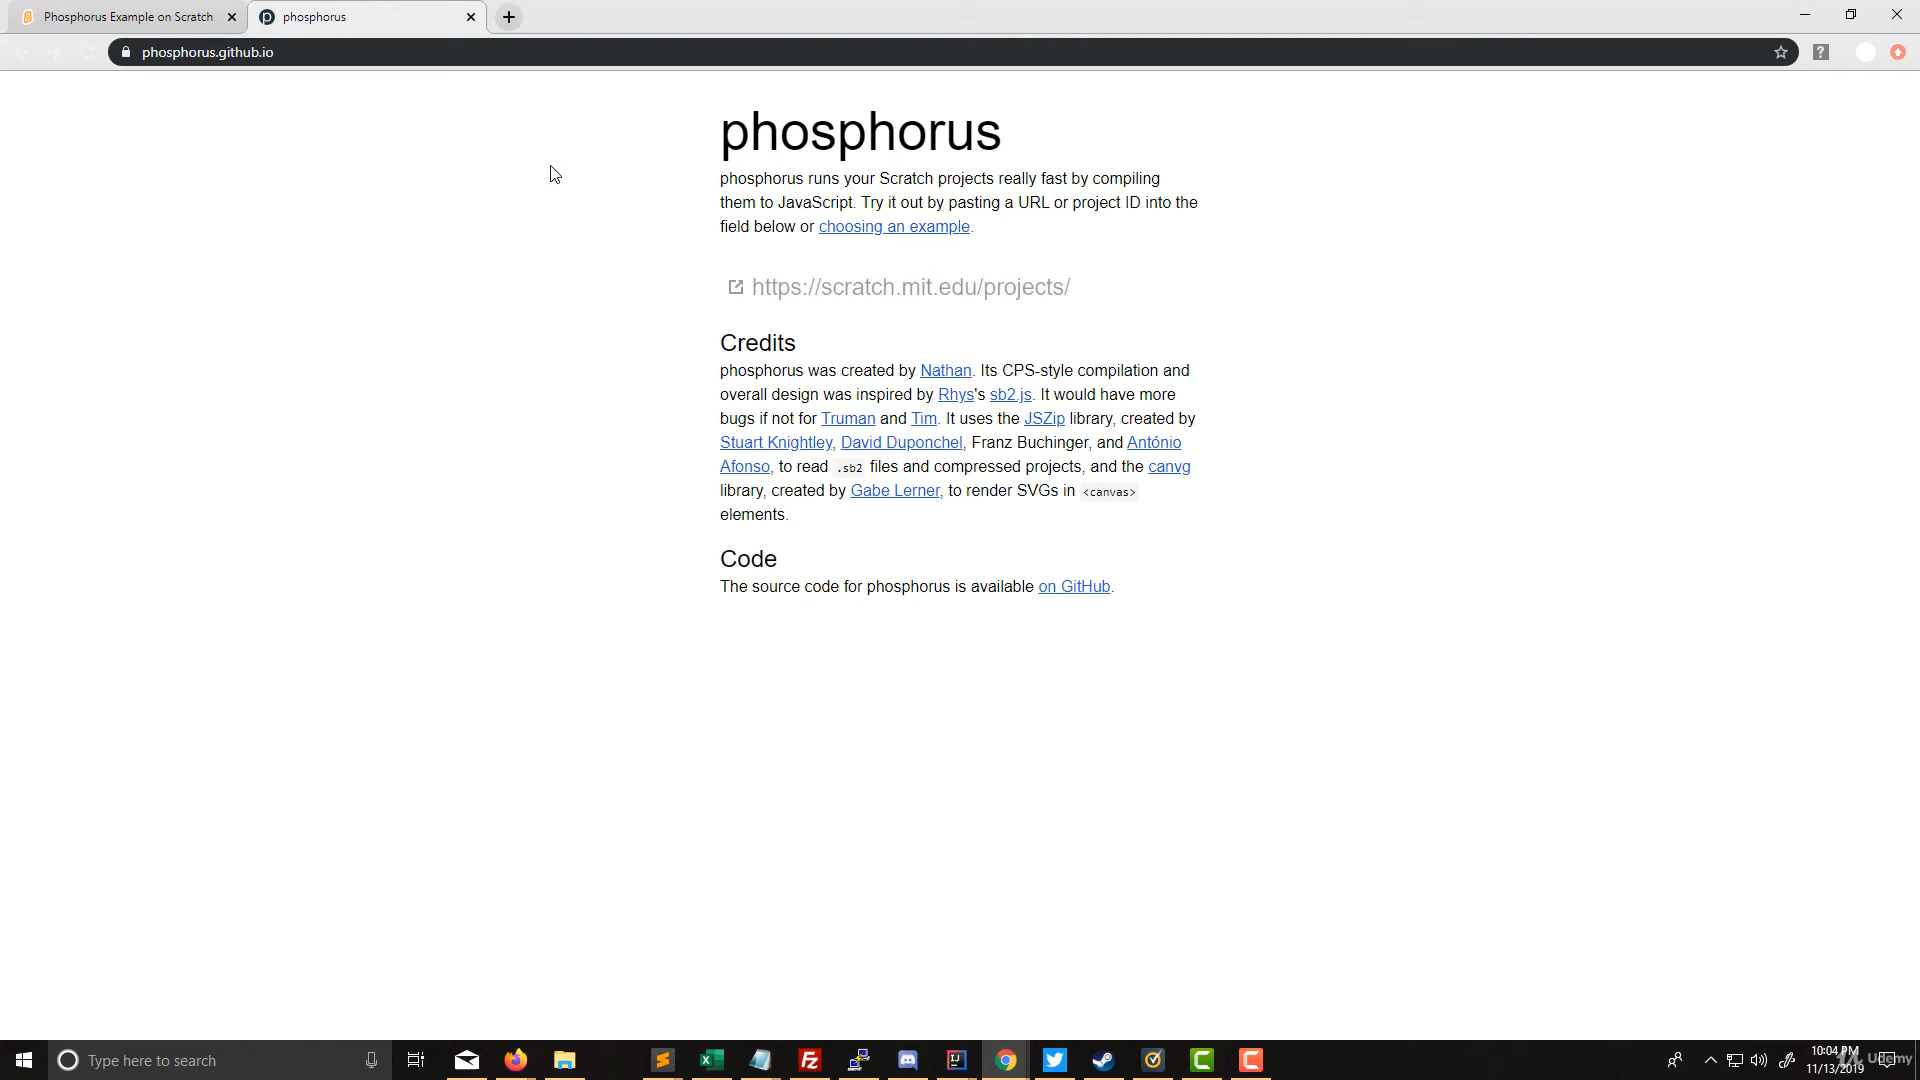 Phosphorus Example on Scratch
phosphorus
phosphorus.github.io
phosphorus
phosphorus runs your Scratch projects really fast by compiling
them to JavaScript. Try it out by pasting a URL or project ID into the
field below or choosing an example.
https://scratch.mit.edu/projects/
Credits
phosphorus was created by Nathan. Its CPS-style compilation and
overall design was inspired by Rhys's sb2.js. It would have more
bugs if not for Truman and Tim. It uses the JSZip library, created by
Stuart Knightley, David Duponchel, Franz Buchinger, and António
Afonso, to read .sb2 files and compressed projects, and the canvg
library, created by Gabe Lerner, to render SVGs in <canvas>
elements.
Code
The source code for phosphorus is available on GitHub.
Type here to search
10:04 PM
11/13/2019
Udemy